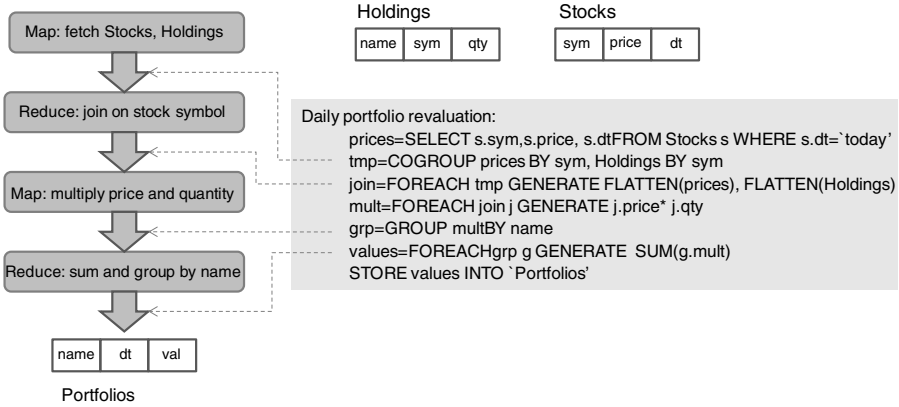 Holdings
Stocks
name sym qty
sym price dt
Map: fetch Stocks, Holdings
Reduce: join on stock symbol
Map: multiply price and quantity
Reduce: sum and group by name
name dt val
Portfolios
Daily portfolio revaluation:
prices=SELECT s.sym,s.price, s.dtFROM Stocks s WHERE s.dt=`today’
tmp=COGROUP prices BY sym, Holdings BY sym
join=FOREACH tmp GENERATE FLATTEN(prices), FLATTEN(Holdings)
mult=FOREACH join j GENERATE j.price* j.qty
grp=GROUP multBY name
values=FOREACHgrp g GENERATE SUM(g.mult)
STORE values INTO `Portfolios’